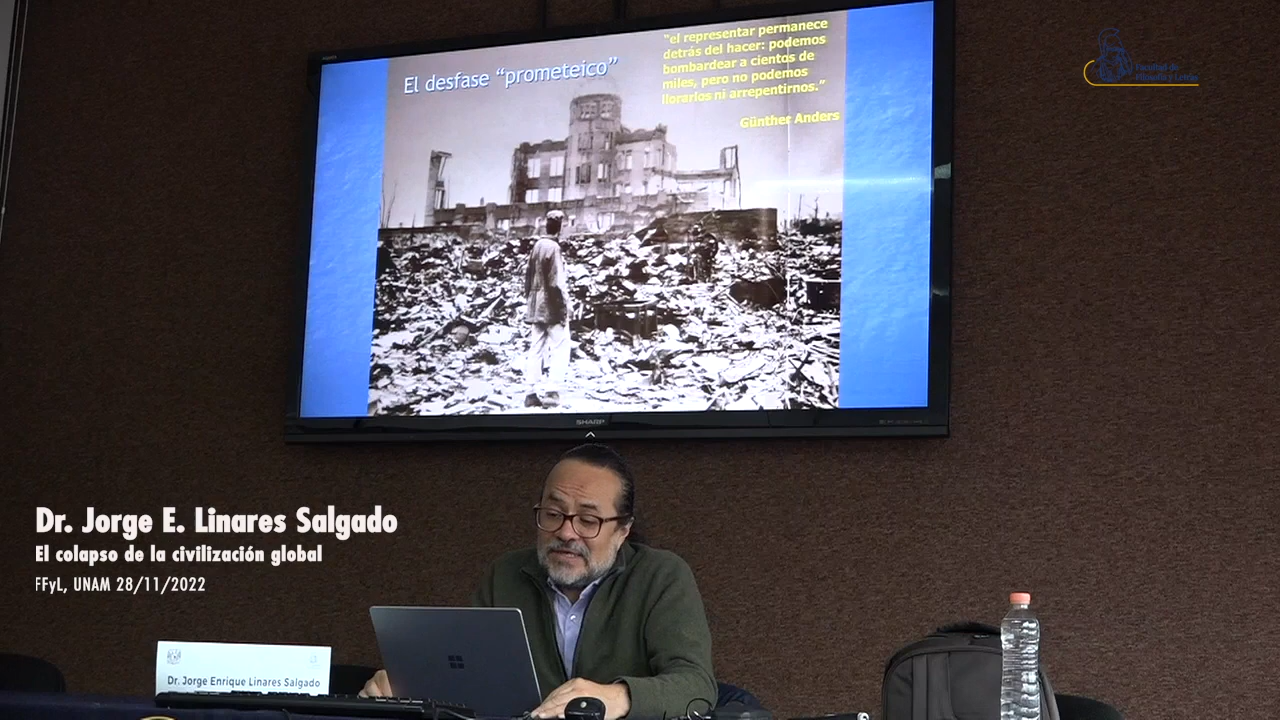 El desfase “prometeico”
“el representar permanece
detrás del hacer: podemos
bombardear a cientos de
miles, pero no podemos
llorarlos ni arrepentirnos.”
Günther Anders
Facultad de
Filosofía y Letras
SHARP
Dr. Jorge E. Linares Salgado
El colapso de la civilización global
FFyL, UNAM 28/11/2022
Dr. Jorge Enrique Linares Salgado